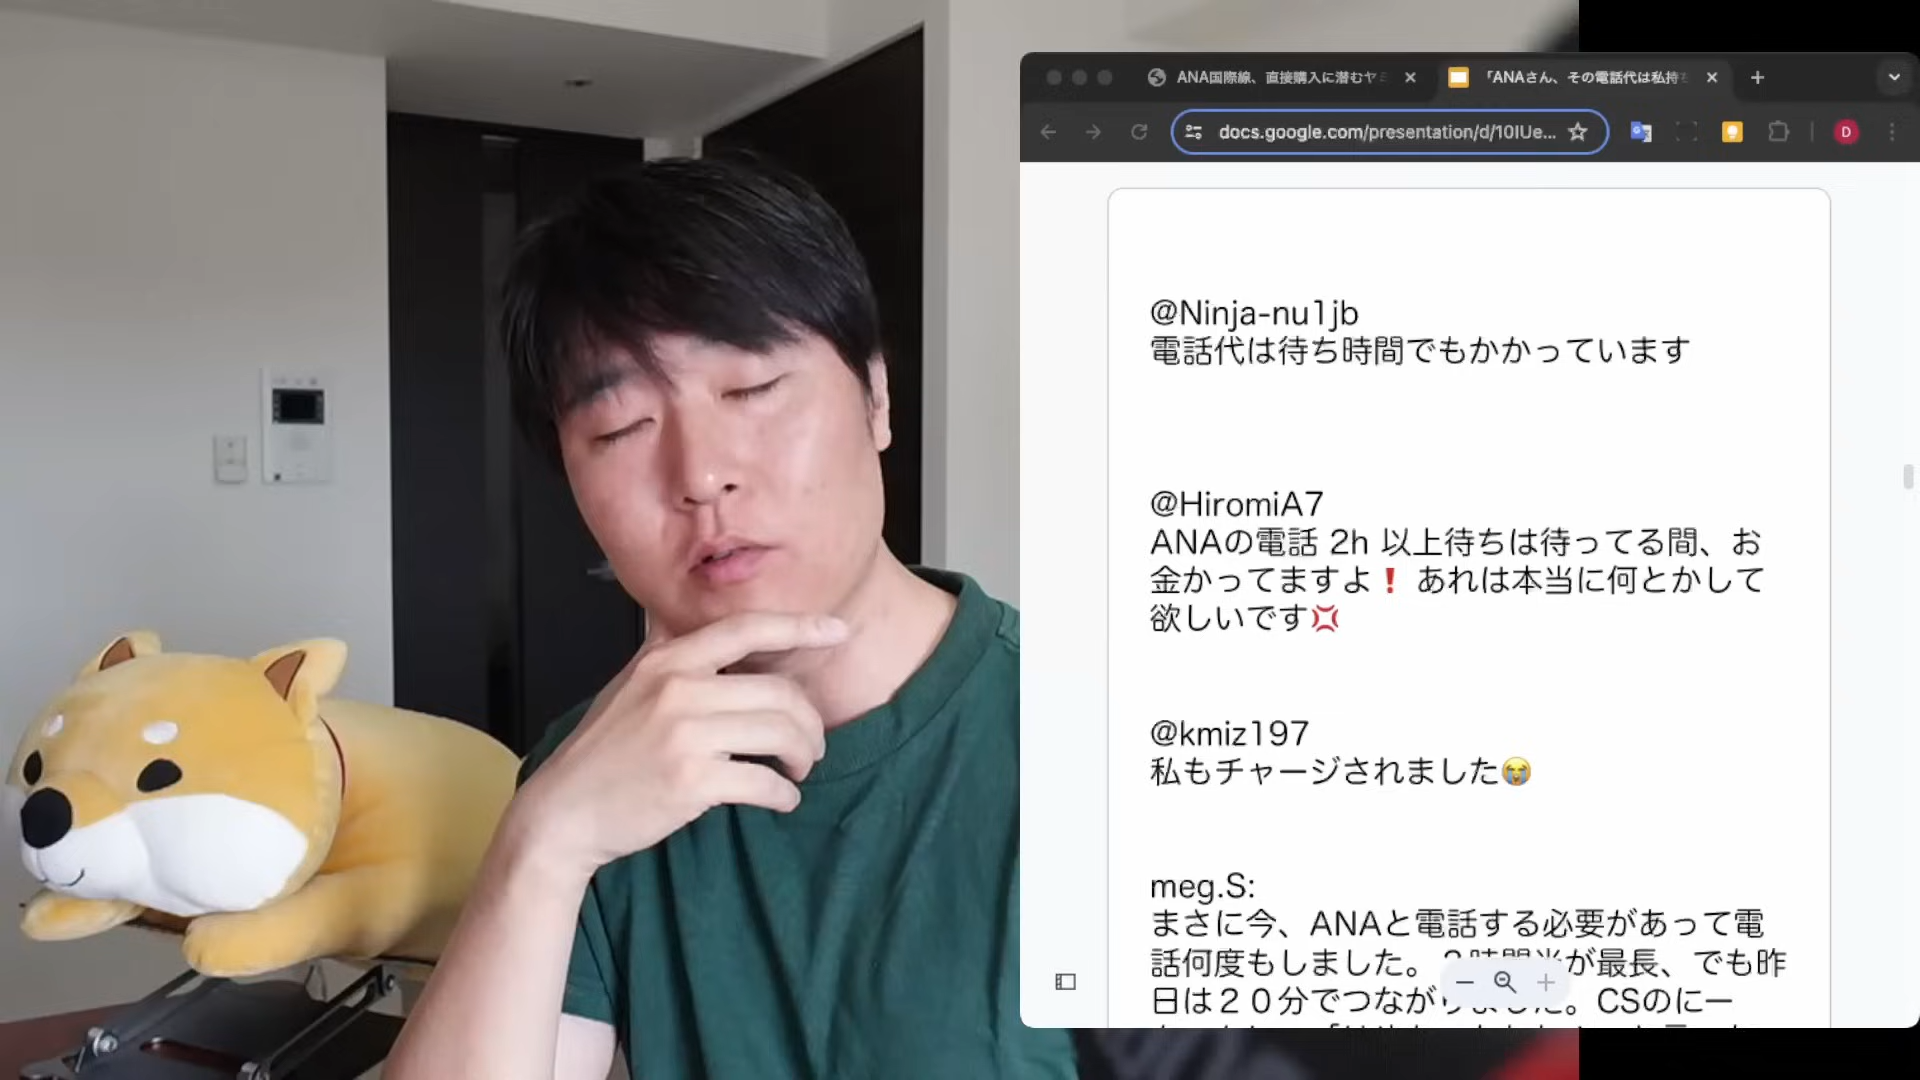 ANA国際線、直接購入に潜むヤミ
「ANAさん、その電話代は私持ち
docs.google.com/presentation/d/10IUe...
D
@Ninja-nu1jb
電話代は待ち時間でもかかっています
@HiromiA7
ANAの電話 2h 以上待ちは待ってる間、お
金かってますよ❗ あれは本当に何とかして
欲しいです💢
@kmiz197
私もチャージされました😭
meg.S:
まさに今、ANAと電話する必要があって電
話何度もしました。 が最長、でも昨
日は２０分でつながりました。CSのにー